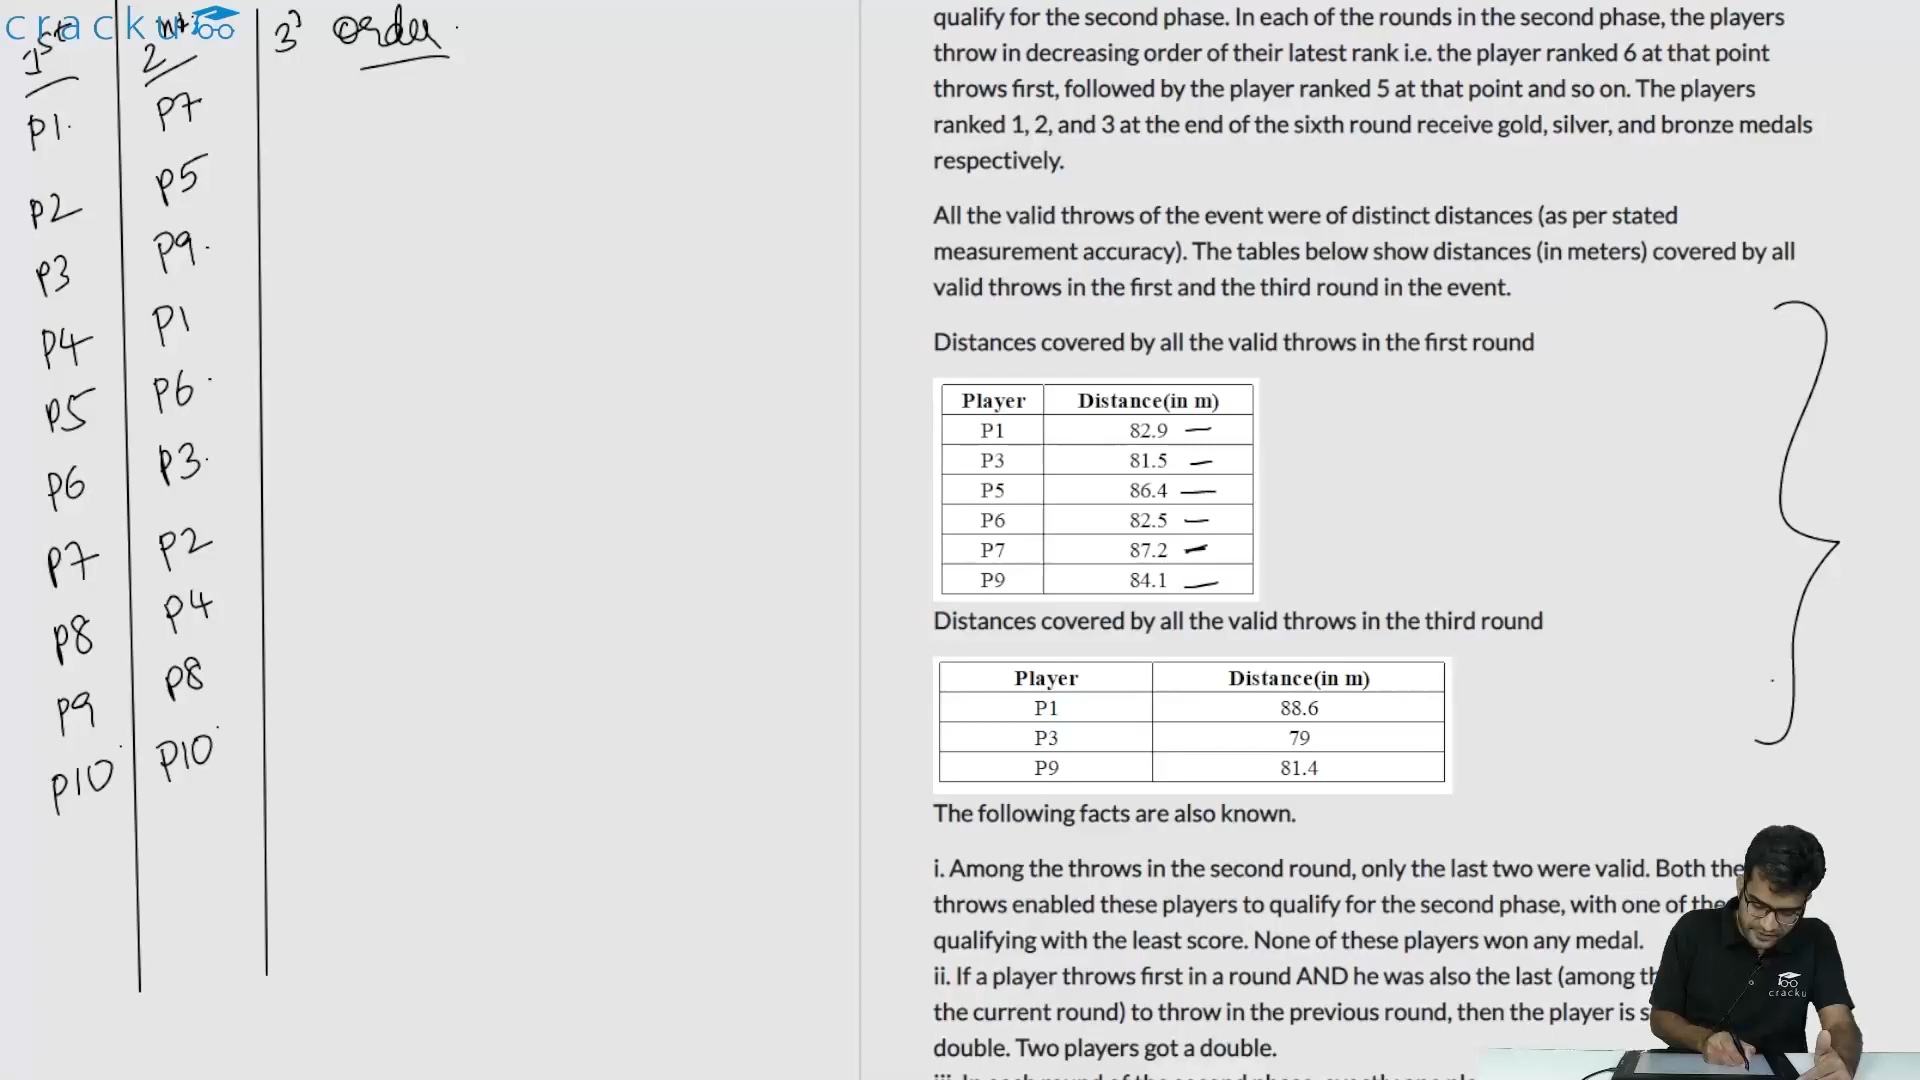 cracku
1st
2nd
3 order
P1
P7
P2
P5
P3
P9
P4
P1
P5
P6
P6
P3
P7
P2
P8
P4
P9
P8
P10
P10
qualify for the second phase. In each of the rounds in the second phase, the players
throw in decreasing order of their latest rank i.e. the player ranked 6 at that point
throws first, followed by the player ranked 5 at that point and so on. The players
ranked 1, 2, and 3 at the end of the sixth round receive gold, silver, and bronze medals
respectively.
All the valid throws of the event were of distinct distances (as per stated
measurement accuracy). The tables below show distances (in meters) covered by all
valid throws in the first and the third round in the event.
Distances covered by all the valid throws in the first round
Player Distance(in m)
P1 82.9
P3 81.5
P5 86.4
P6 82.5
P7 87.2
P9 84.1
Distances covered by all the valid throws in the third round
Player Distance(in m)
P1 88.6
P3 79
P9 81.4
The following facts are also known.
i. Among the throws in the second round, only the last two were valid. Both the
throws enabled these players to qualify for the second phase, with one of the
qualifying with the least score. None of these players won any medal.
ii. If a player throws first in a round AND he was also the last (among
the current round) to throw in the previous round, then the player is
double. Two players got a double.
cracku